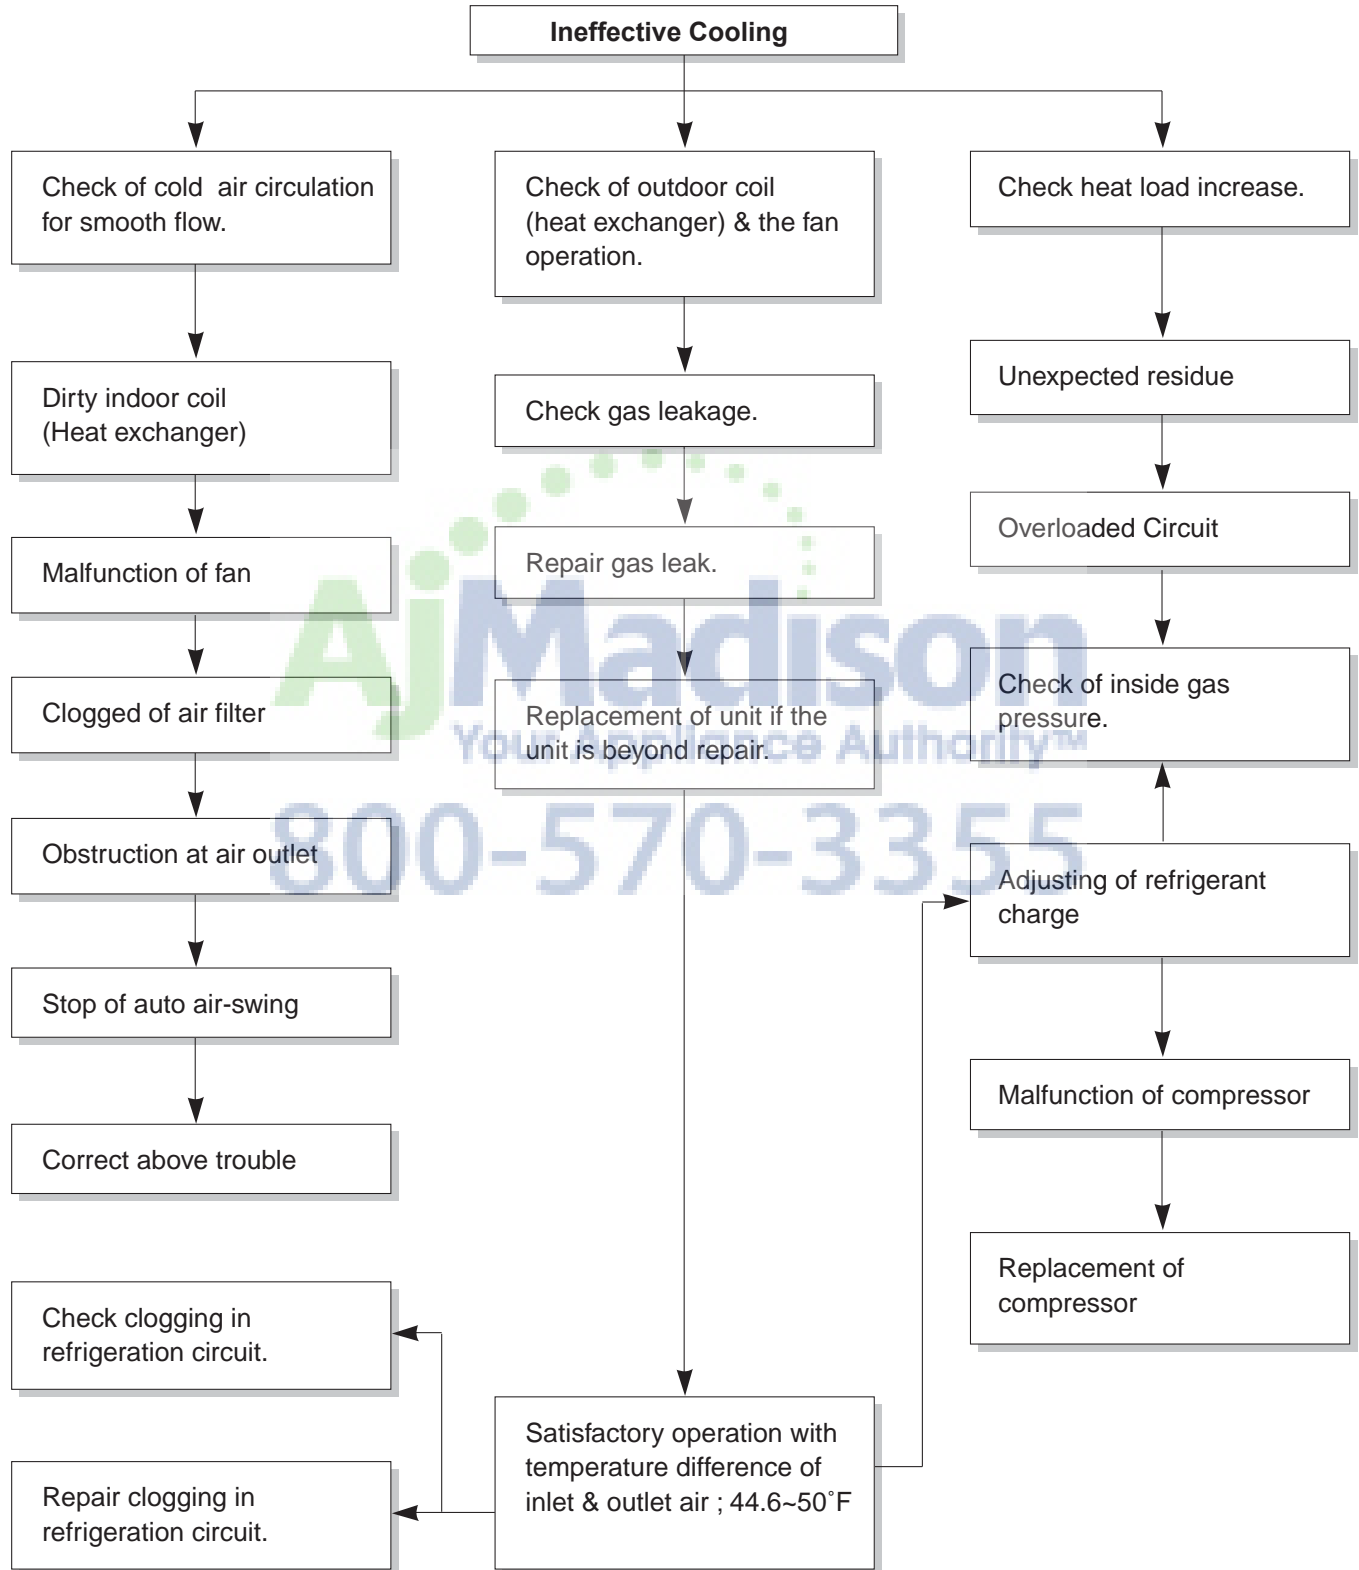 Ineffective Cooling
Check of cold air circulation
for smooth flow.
Dirty indoor coil
(Heat exchanger)
Malfunction of fan
Clogged of air filter
Obstruction at air outlet
Stop of auto air-swing
Correct above trouble
Check clogging in
refrigeration circuit.
Repair clogging in
refrigeration circuit.
Check of outdoor coil
(heat exchanger) & the fan
operation.
Check gas leakage.
Repair gas leak.
Replacement of unit if the
unit is beyond repair.
Satisfactory operation with
temperature difference of
inlet & outlet air ; 44.6~50˚F
Check heat load increase.
Unexpected residue
Overloaded Circuit
Check of inside gas
pressure.
Adjusting of refrigerant
charge
Malfunction of compressor
Replacement of
compressor
AjMadison
Your Appliance Authority™
800-570-3355